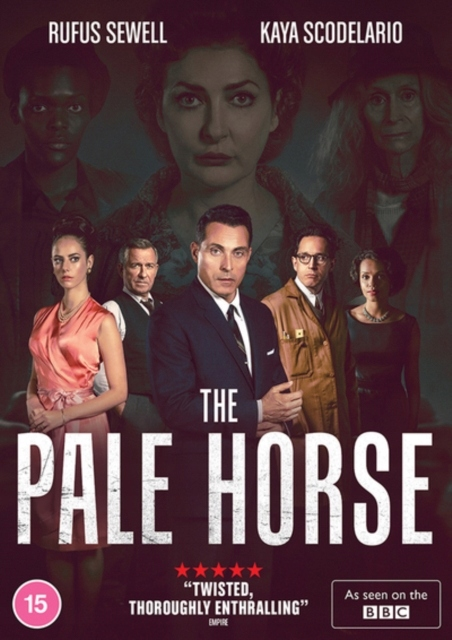 RUFUS SEWELL
KAYA SCODELARIO
THE
PALE HORSE
"TWISTED,
THOROUGHLY ENTHRALLING"
EMPIRE
15
As seen on the
BBC